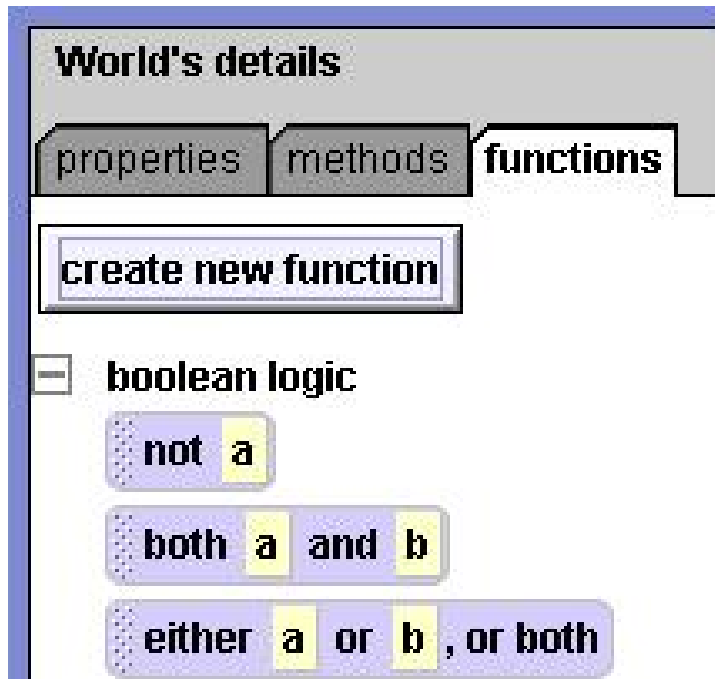 World's details
properties methods functions
create new function
boolean logic
not a
both a and b
either a or b , or both